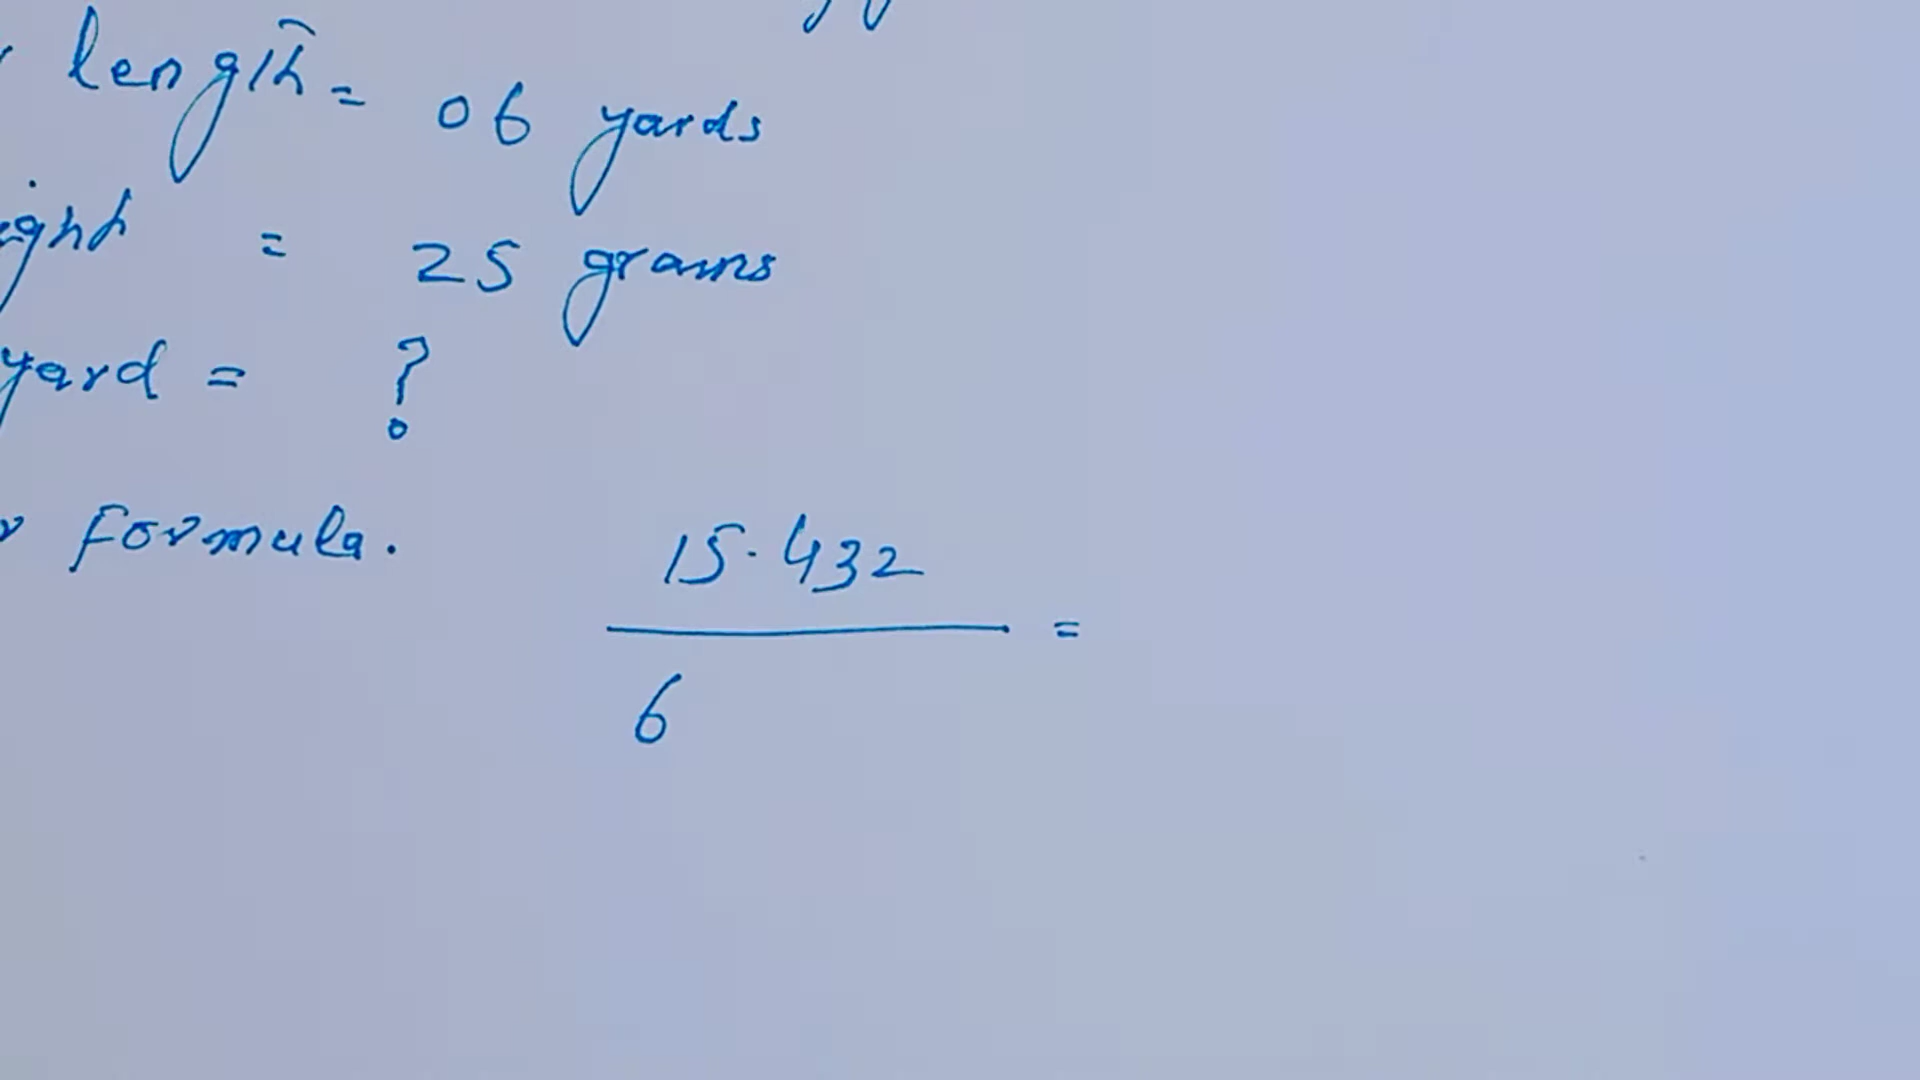 length = 06 yards
= 25 grams
yard = ?
formula.
15.432
=
6